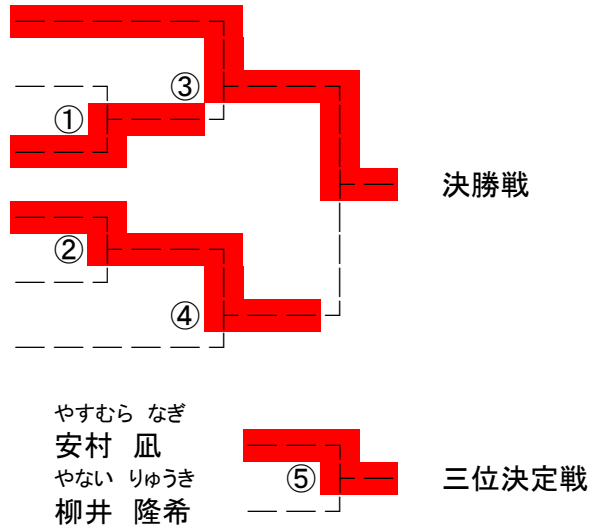 ③
①
決勝戦
②
④
やすむら なぎ
安村 凪
やない りゅうき
⑤ 三位決定戦
柳井 隆希